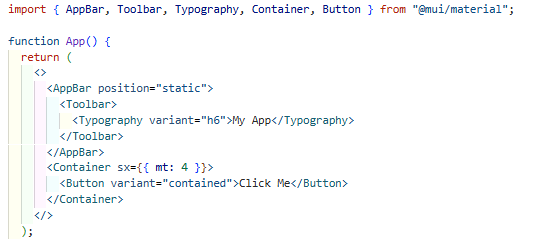 import { AppBar, Toolbar, Typography, Container, Button } from "@mui/material";
function App() {
return (
<>
<AppBar position="static">
<Toolbar>
<Typography variant="h6">My App</Typography>
</Toolbar>
</AppBar>
<Container sx={{ mt: 4 }}>
<Button variant="contained">Click Me</Button>
</Container>
</>
);